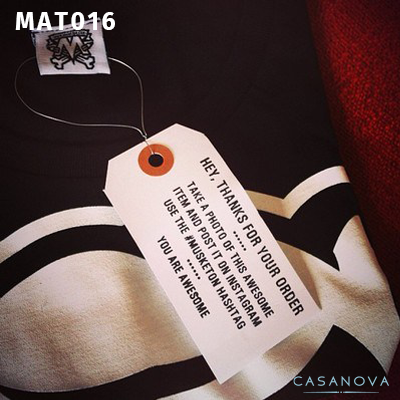 MAT016
HEY, THANKS FOR YOUR ORDER
••••••
TAKE A PHOTO OF THIS AWESOME
ITEM AND POST IT ON INSTAGRAM
USE THE #MUSKETON HASHTAG
••••••
YOU ARE AWESOME
CASANOVA